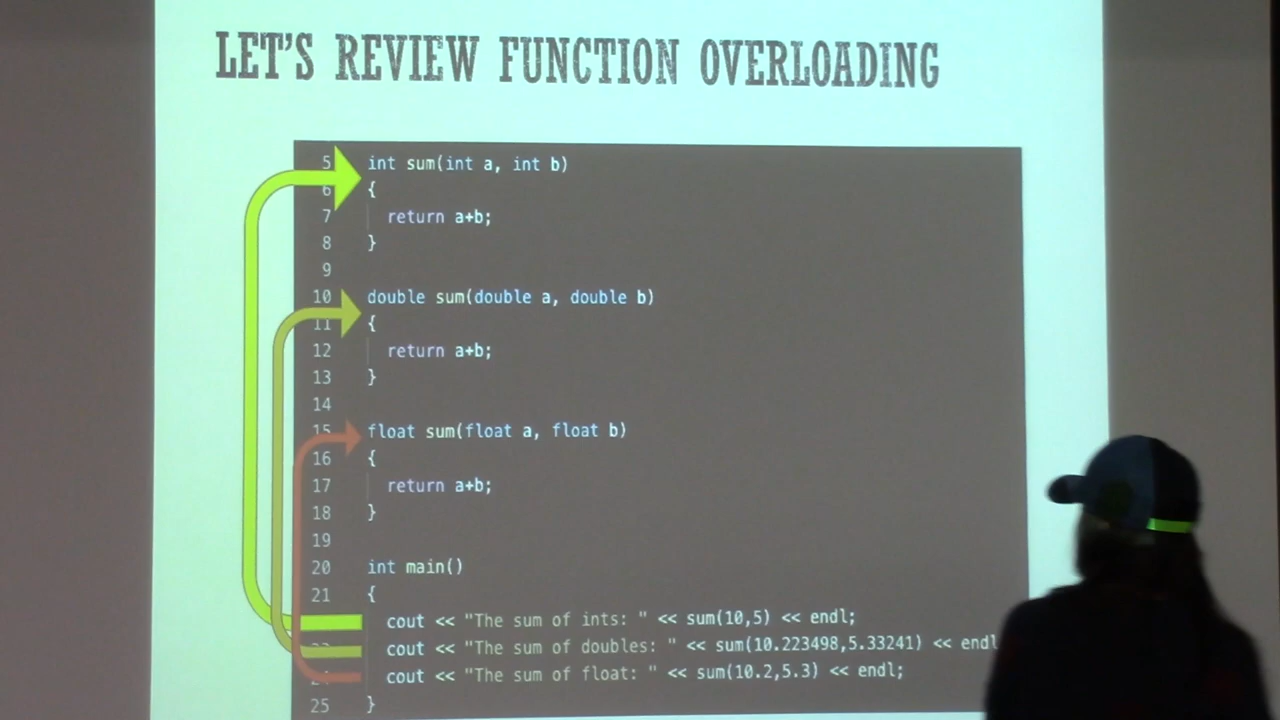 LET'S REVIEW FUNCTION OVERLOADING
5 int sum(int a, int b)
6 {
7 return a+b;
8 }
9
10 double sum(double a, double b)
11 {
12 return a+b;
13 }
14
15 float sum(float a, float b)
16 {
17 return a+b;
18 }
19
20 int main()
21 {
cout << "The sum of ints: " << sum(10,5) << endl;
cout << "The sum of doubles: " << sum(10.223498,5.33241) << endl
cout << "The sum of float: " << sum(10.2,5.3) << endl;
25 }